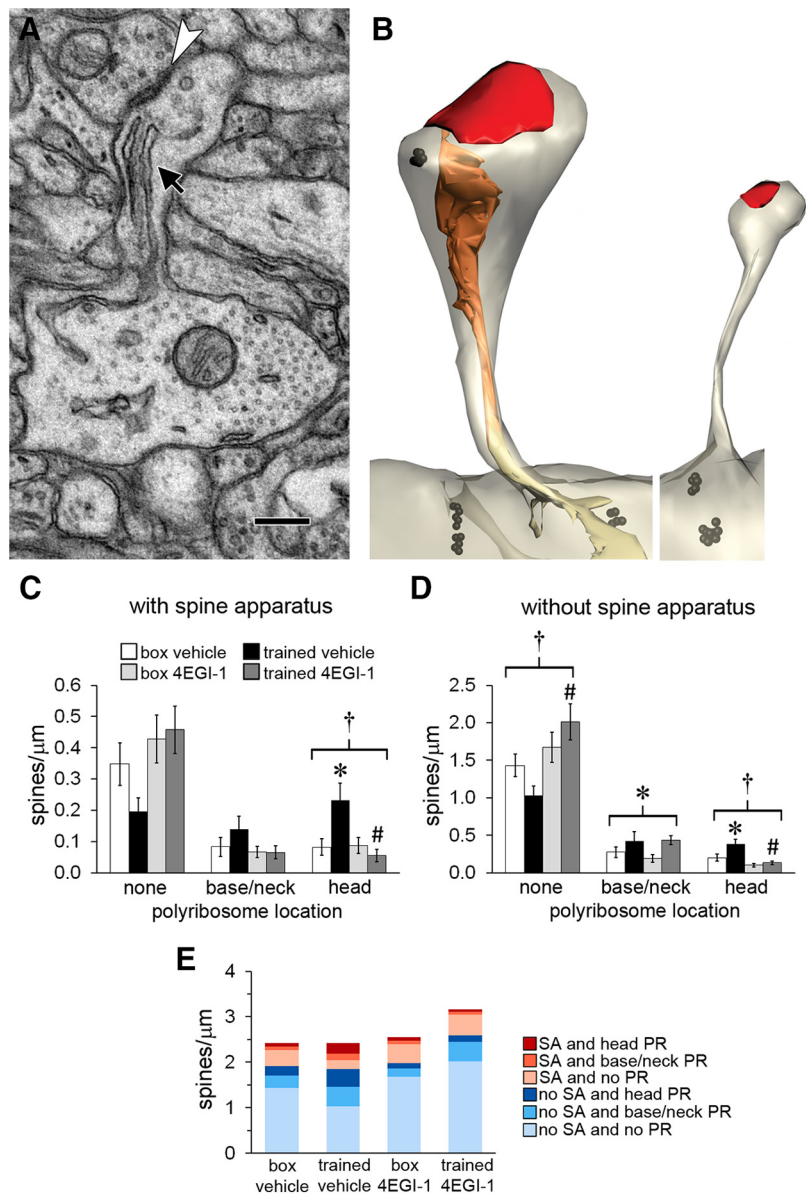 A
B
C
with spine apparatus
box vehicle
trained vehicle
box 4EGI-1
trained 4EGI-1
0.6
0.5
0.4
0.3
0.2
0.1
0.0
spines/μm
†
*
#
none
base/neck
head
polyribosome location
D
without spine apparatus
2.5
2.0
1.5
1.0
0.5
0.0
spines/μm
†
#
*
†
*
#
none
base/neck
head
polyribosome location
E
4
3
2
1
0
spines/μm
box vehicle
trained vehicle
box 4EGI-1
trained 4EGI-1
SA and head PR
SA and base/neck PR
SA and no PR
no SA and head PR
no SA and base/neck PR
no SA and no PR